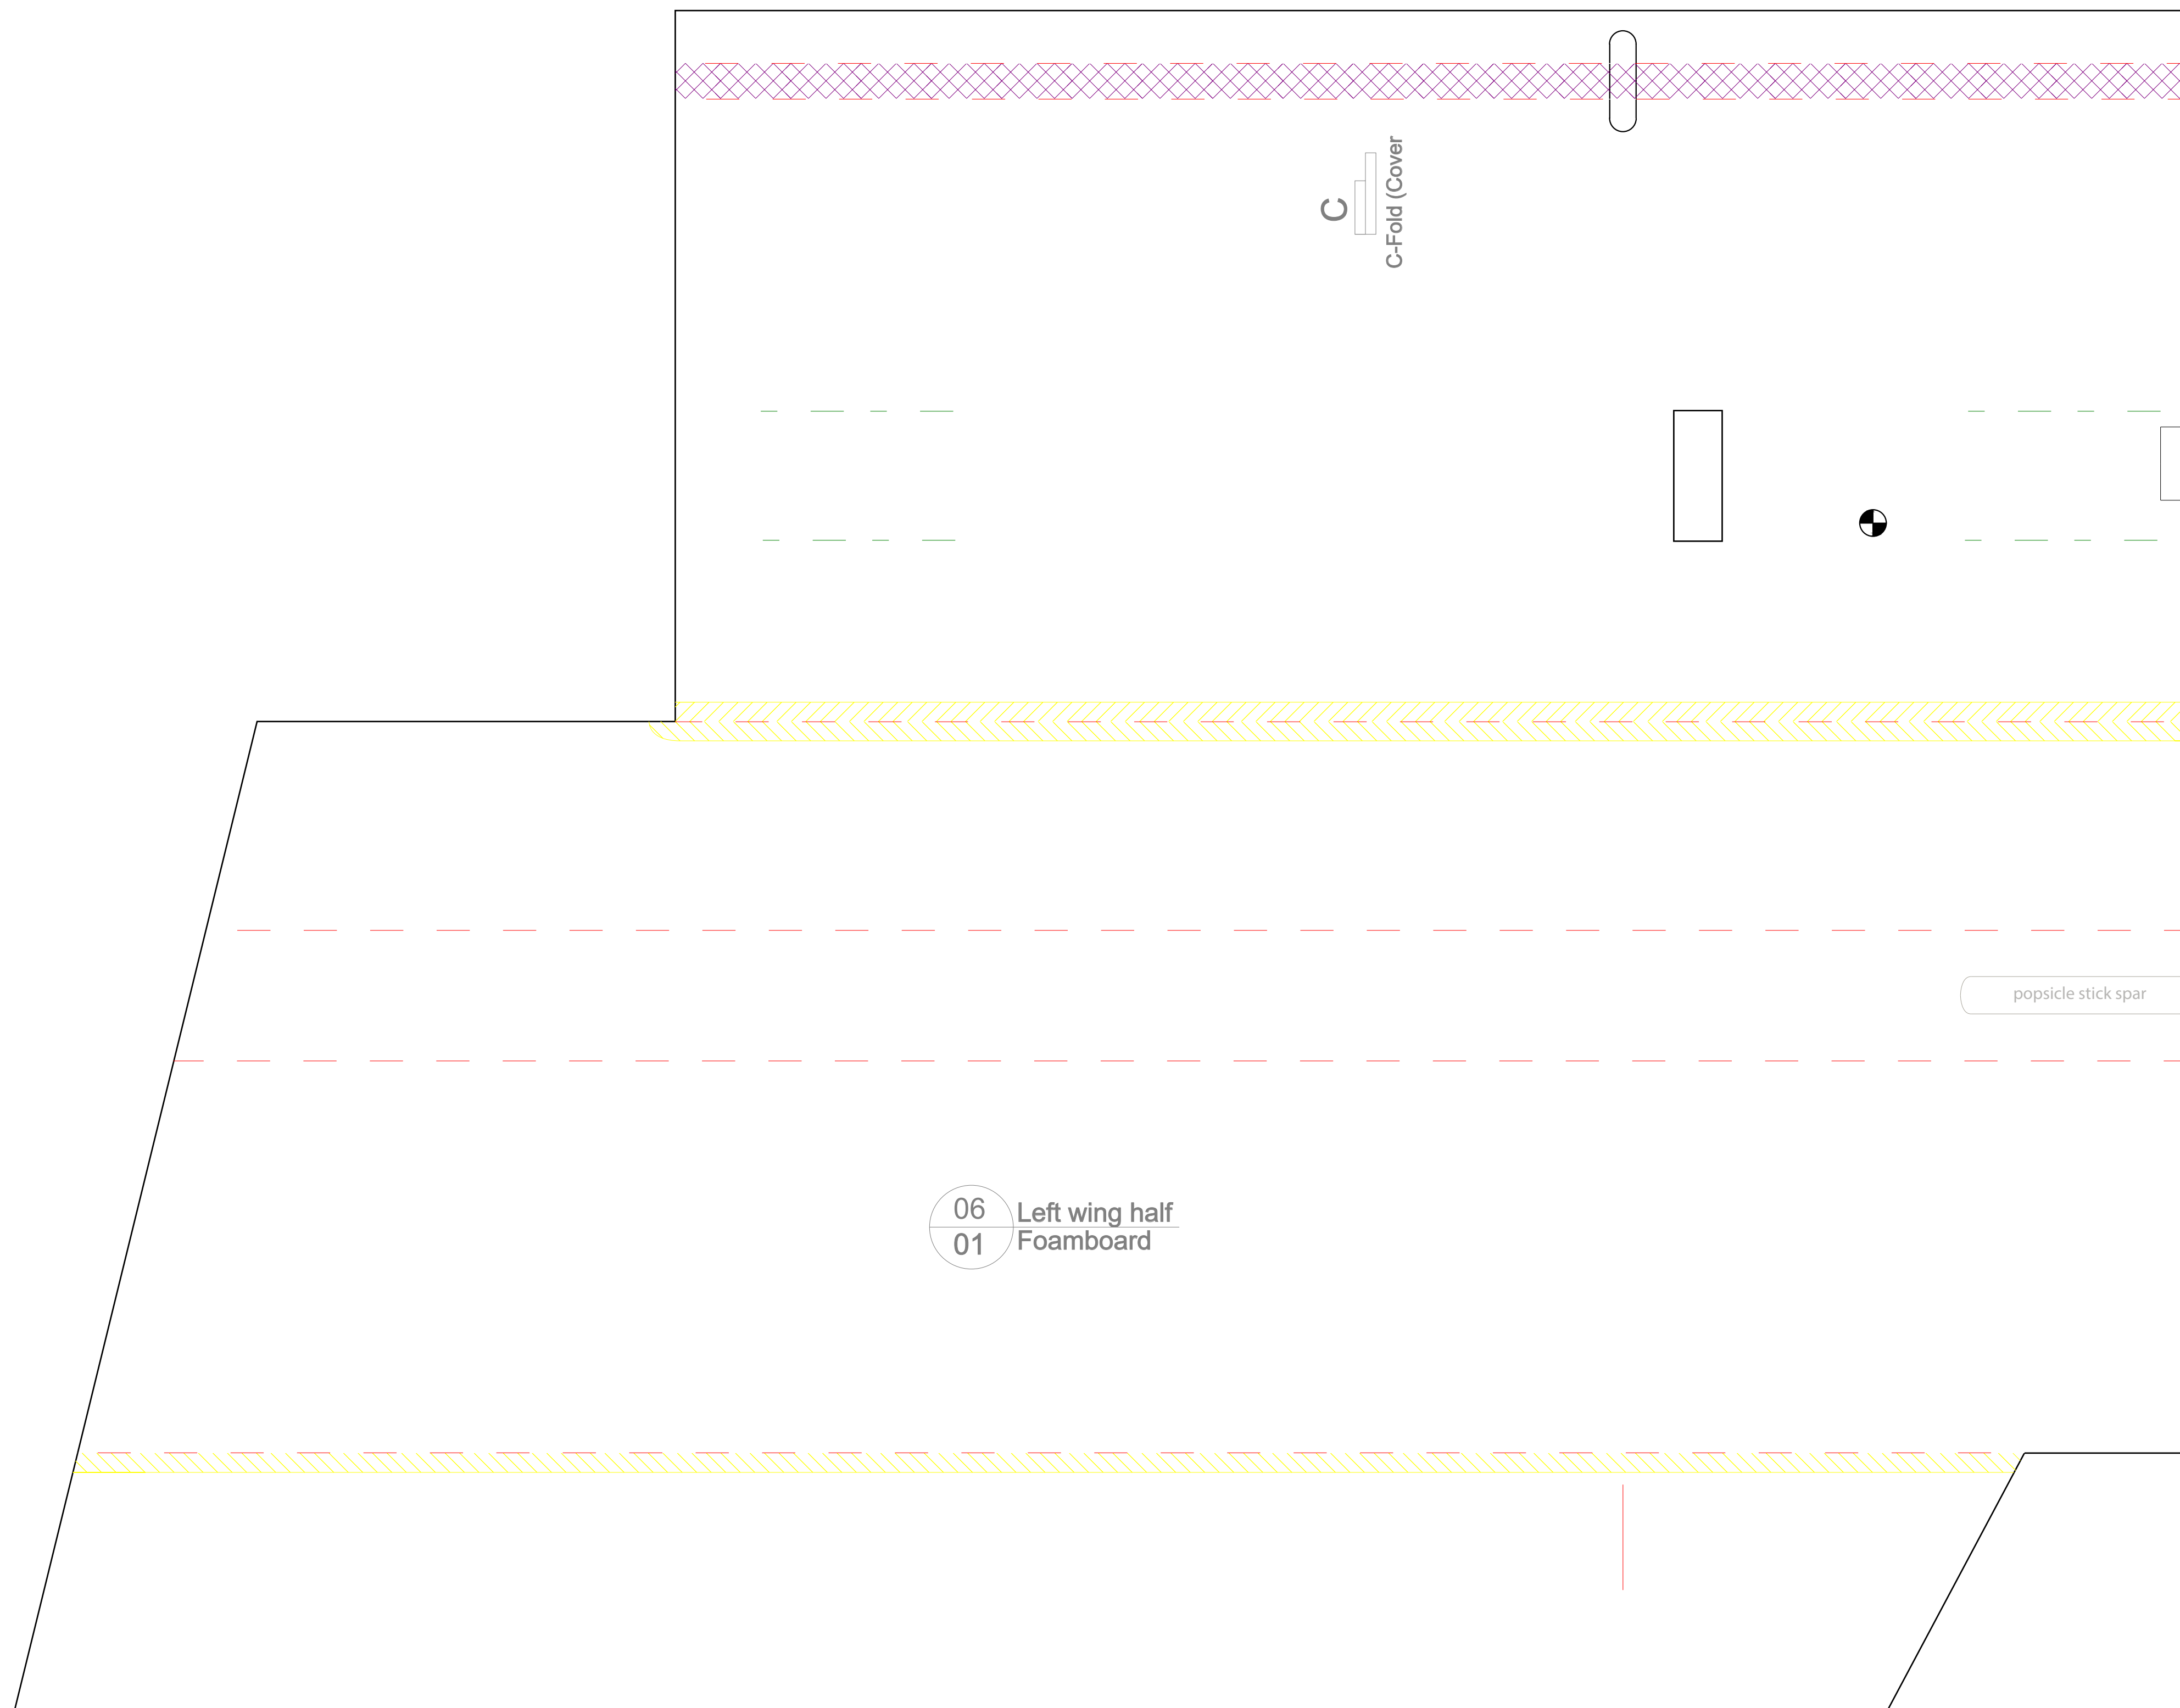 C
C-Fold (Cover
popsicle stick spar
06
Left wing half
01
Foamboard